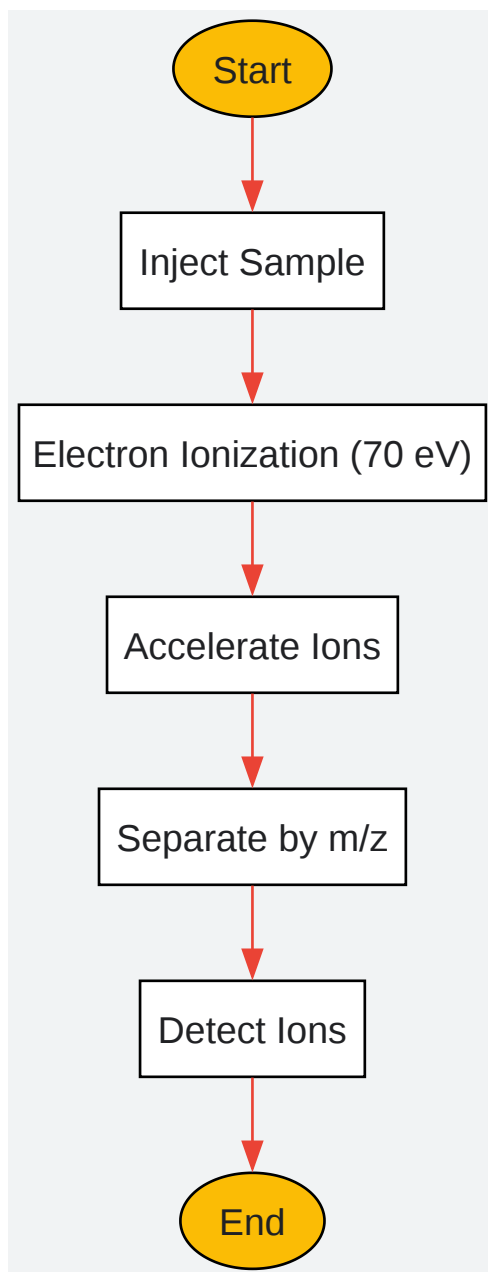 Start
Inject Sample
Electron Ionization (70 eV)
Accelerate Ions
Separate by m/z
Detect Ions
End